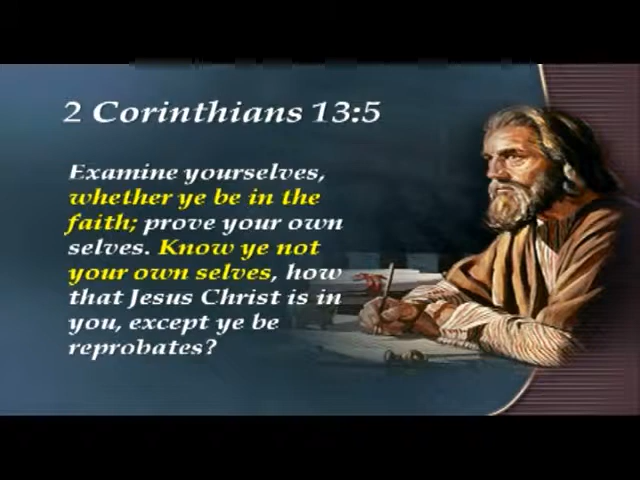 2 Corinthians 13:5
Examine yourselves,
whether ye be in the
faith; prove your own
selves. Know ye not
your own selves, how
that Jesus Christ is in
you, except ye be
reprobates?